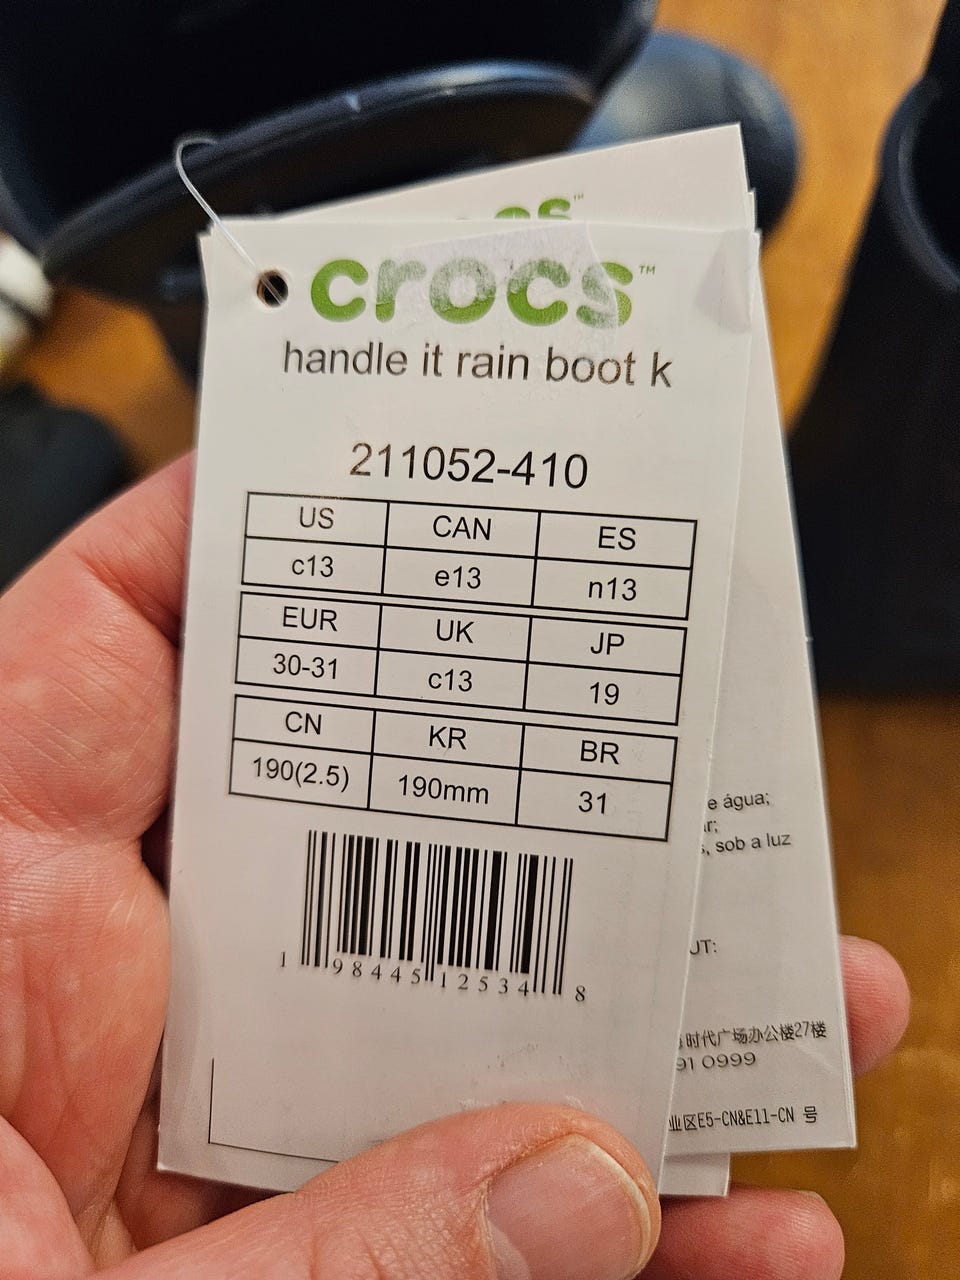 crocs™
crocs™
handle it rain boot k
211052-410
US CAN ES
c13 e13 n13
EUR UK JP
30-31 c13 19
CN KR BR
190(2.5) 190mm 31
1 98445 12534 8
e água;
r;
, sob a luz
UT:
时代广场办公楼27楼
91 0999
业区E5-CN&E11-CN 号